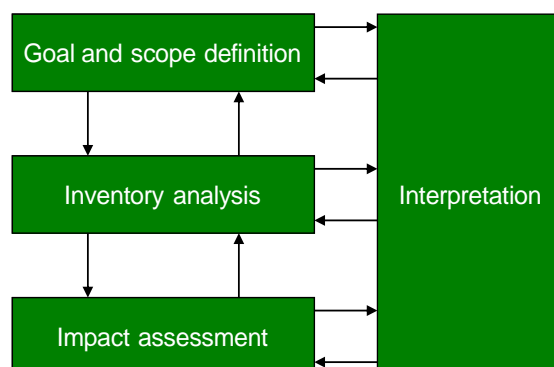 Goal and scope definition
Inventory analysis
Interpretation
Impact assessment